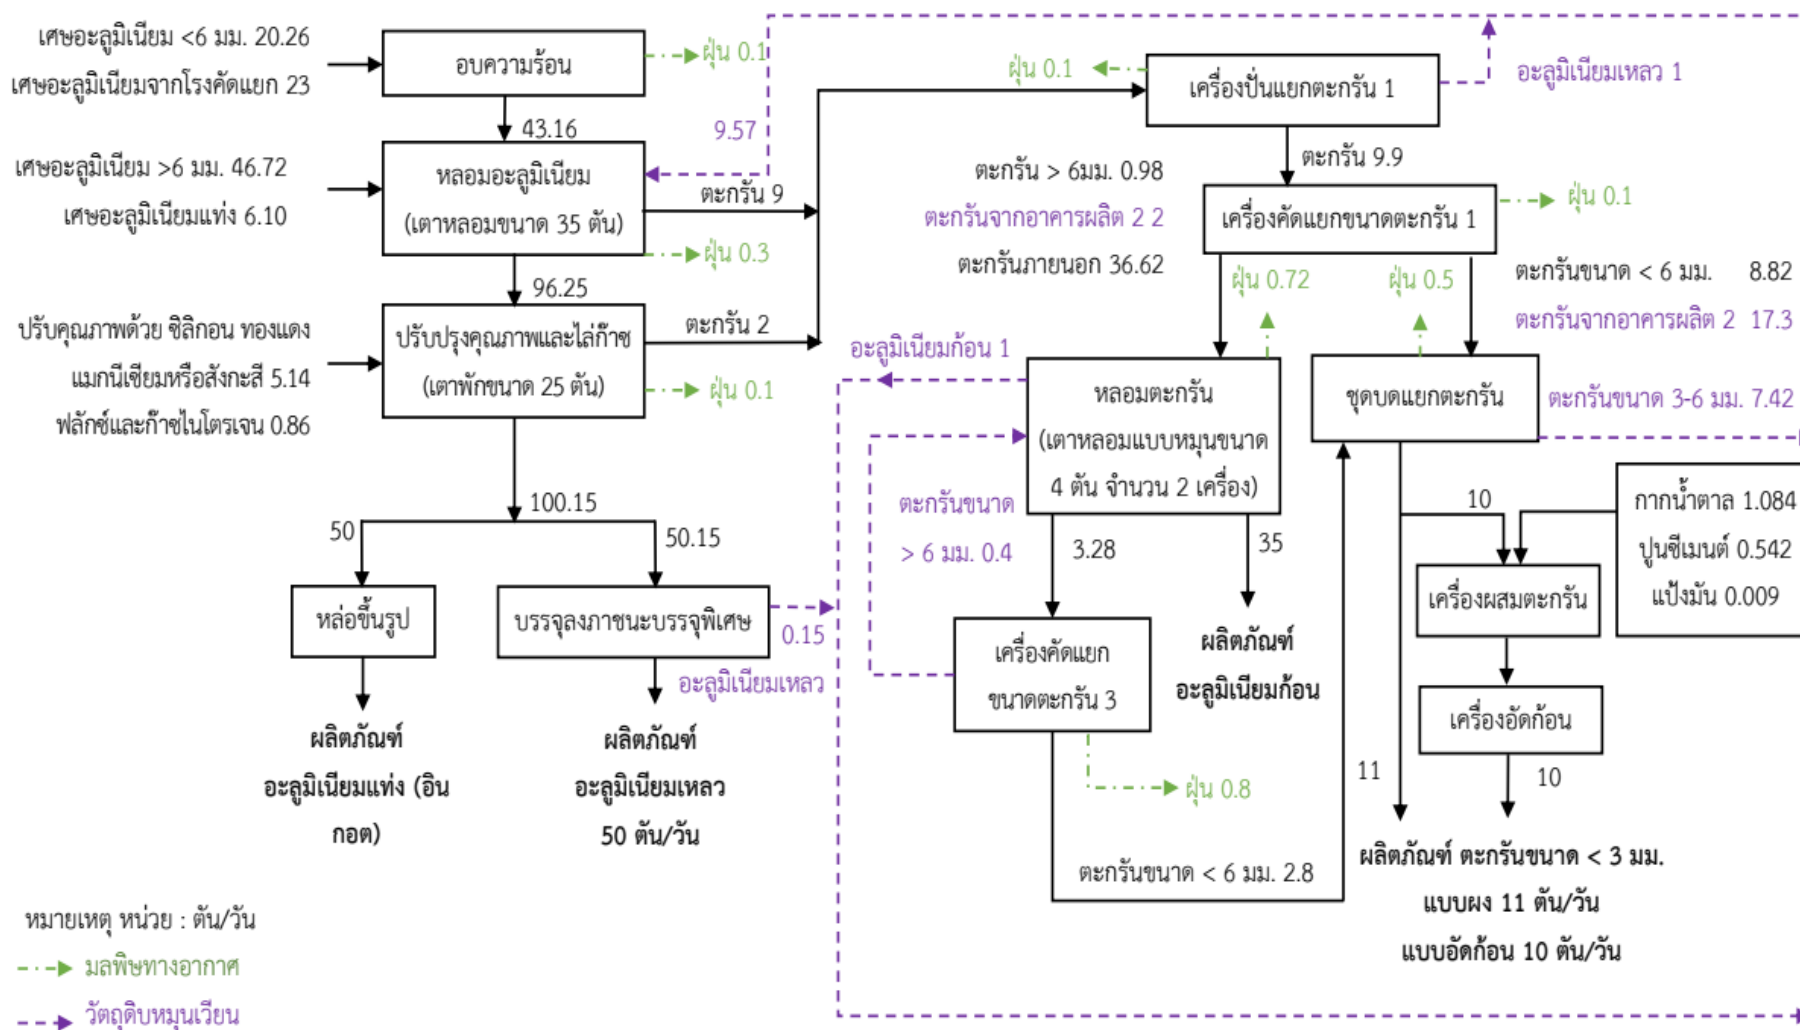 เศษอะลูมิเนียม <6 มม. 20.26
เศษอะลูมิเนียมจากโรงคัดแยก 23
อบความร้อน
ฝุ่น 0.1
43.16
9.57
เศษอะลูมิเนียม >6 มม. 46.72
เศษอะลูมิเนียมแท่ง 6.10
หลอมอะลูมิเนียม
(เตาหลอมขนาด 35 ตัน)
ตะกรัน 9
ฝุ่น 0.3
96.25
ปรับคุณภาพด้วย ซิลิกอน ทองแดง
แมกนีเซียมหรือสังกะสี 5.14
ฟลักซ์และก๊าซไนโตรเจน 0.86
ปรับปรุงคุณภาพและไล่ก๊าซ
(เตาพักขนาด 25 ตัน)
ตะกรัน 2
ฝุ่น 0.1
100.15
50
50.15
หล่อขึ้นรูป
บรรจุลงภาชนะบรรจุพิเศษ
0.15
อะลูมิเนียมเหลว
ผลิตภัณฑ์
อะลูมิเนียมแท่ง (อิน
กอต)
ผลิตภัณฑ์
อะลูมิเนียมเหลว
50 ตัน/วัน
ฝุ่น 0.1
เครื่องปั่นแยกตะกรัน 1
อะลูมิเนียมเหลว 1
ตะกรัน 9.9
ตะกรัน > 6มม. 0.98
ตะกรันจากอาคารผลิต 2 2
ตะกรันภายนอก 36.62
เครื่องคัดแยกขนาดตะกรัน 1
ฝุ่น 0.1
ฝุ่น 0.72
ฝุ่น 0.5
ตะกรันขนาด < 6 มม. 8.82
ตะกรันจากอาคารผลิต 2 17.3
อะลูมิเนียมก้อน 1
หลอมตะกรัน
(เตาหลอมแบบหมุนขนาด
4 ตัน จำนวน 2 เครื่อง)
ชุดบดแยกตะกรัน
ตะกรันขนาด 3-6 มม. 7.42
ตะกรันขนาด
> 6 มม. 0.4
3.28
35
10
กากน้ำตาล 1.084
ปูนซีเมนต์ 0.542
แป้งมัน 0.009
เครื่องผสมตะกรัน
เครื่องคัดแยก
ขนาดตะกรัน 3
ผลิตภัณฑ์
อะลูมิเนียมก้อน
เครื่องอัดก้อน
ฝุ่น 0.8
11
10
ตะกรันขนาด < 6 มม. 2.8
ผลิตภัณฑ์ ตะกรันขนาด < 3 มม.
แบบผง 11 ตัน/วัน
แบบอัดก้อน 10 ตัน/วัน
หมายเหตุ หน่วย : ตัน/วัน
มลพิษทางอากาศ
วัตถุดิบหมุนเวียน